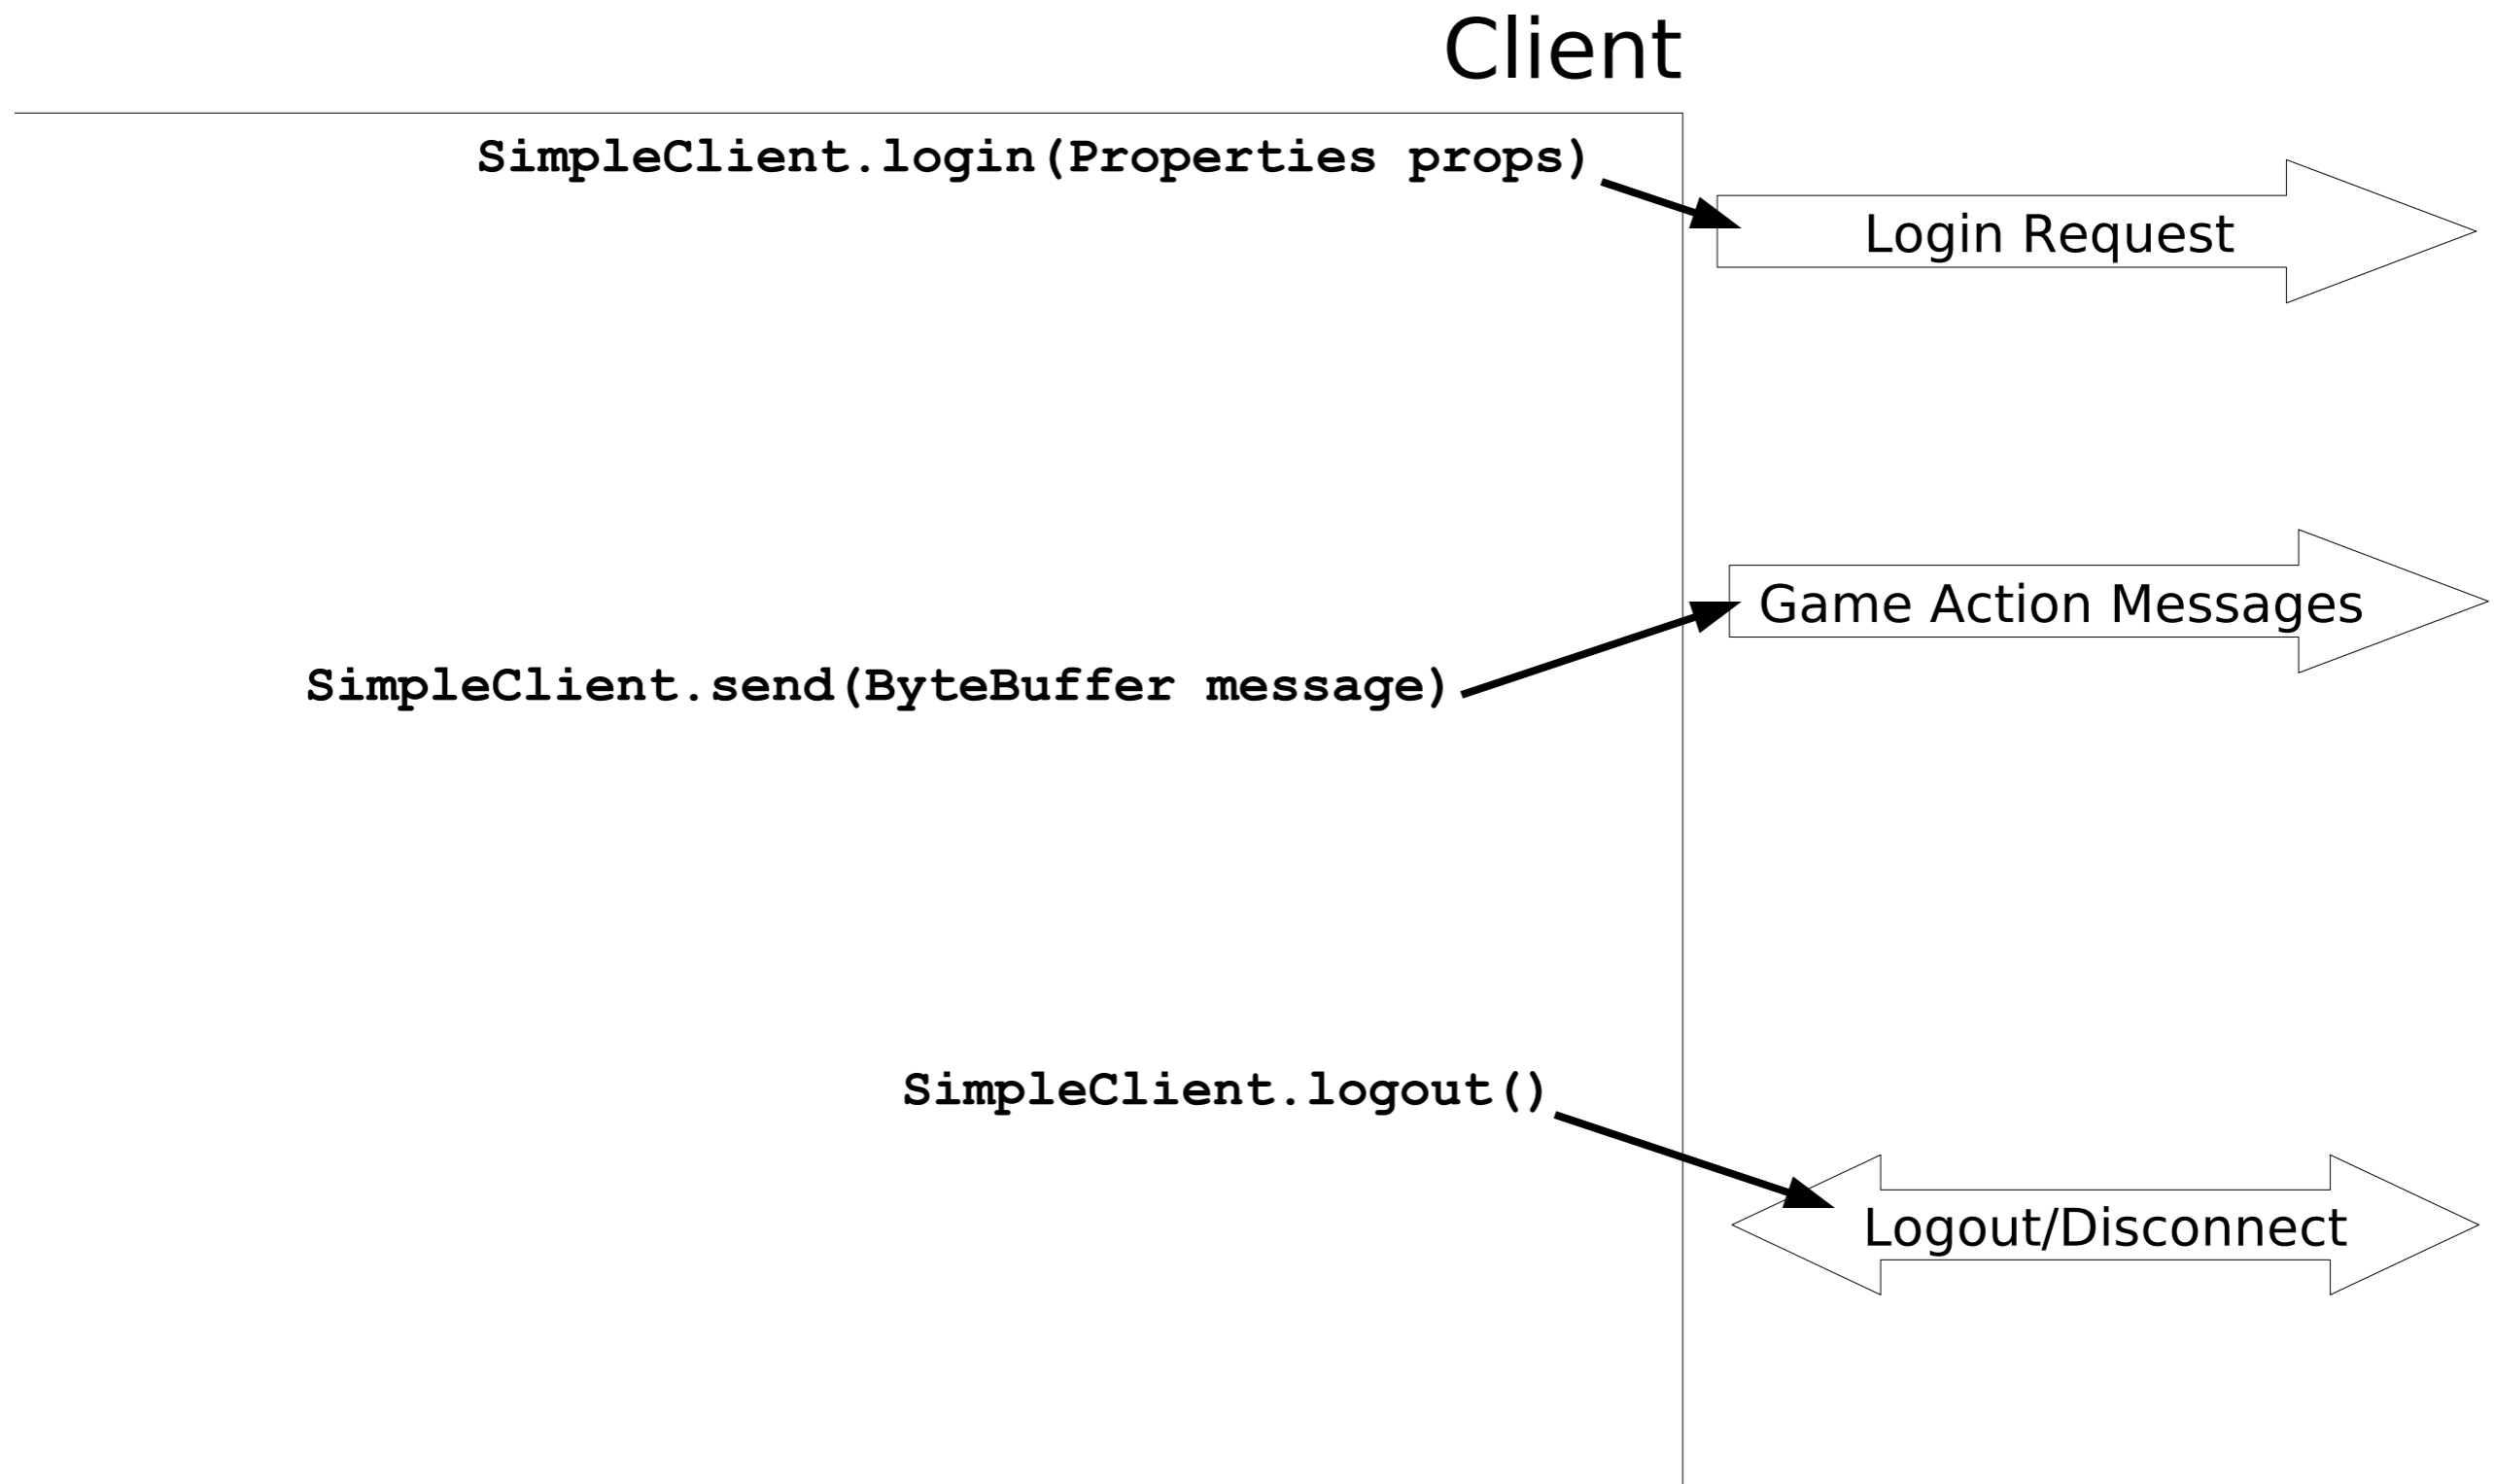 Client
SimpleClient.login(Properties props)
Login Request
Game Action Messages
SimpleClient.send(ByteBuffer message)
SimpleClient.logout()
Logout/Disconnect